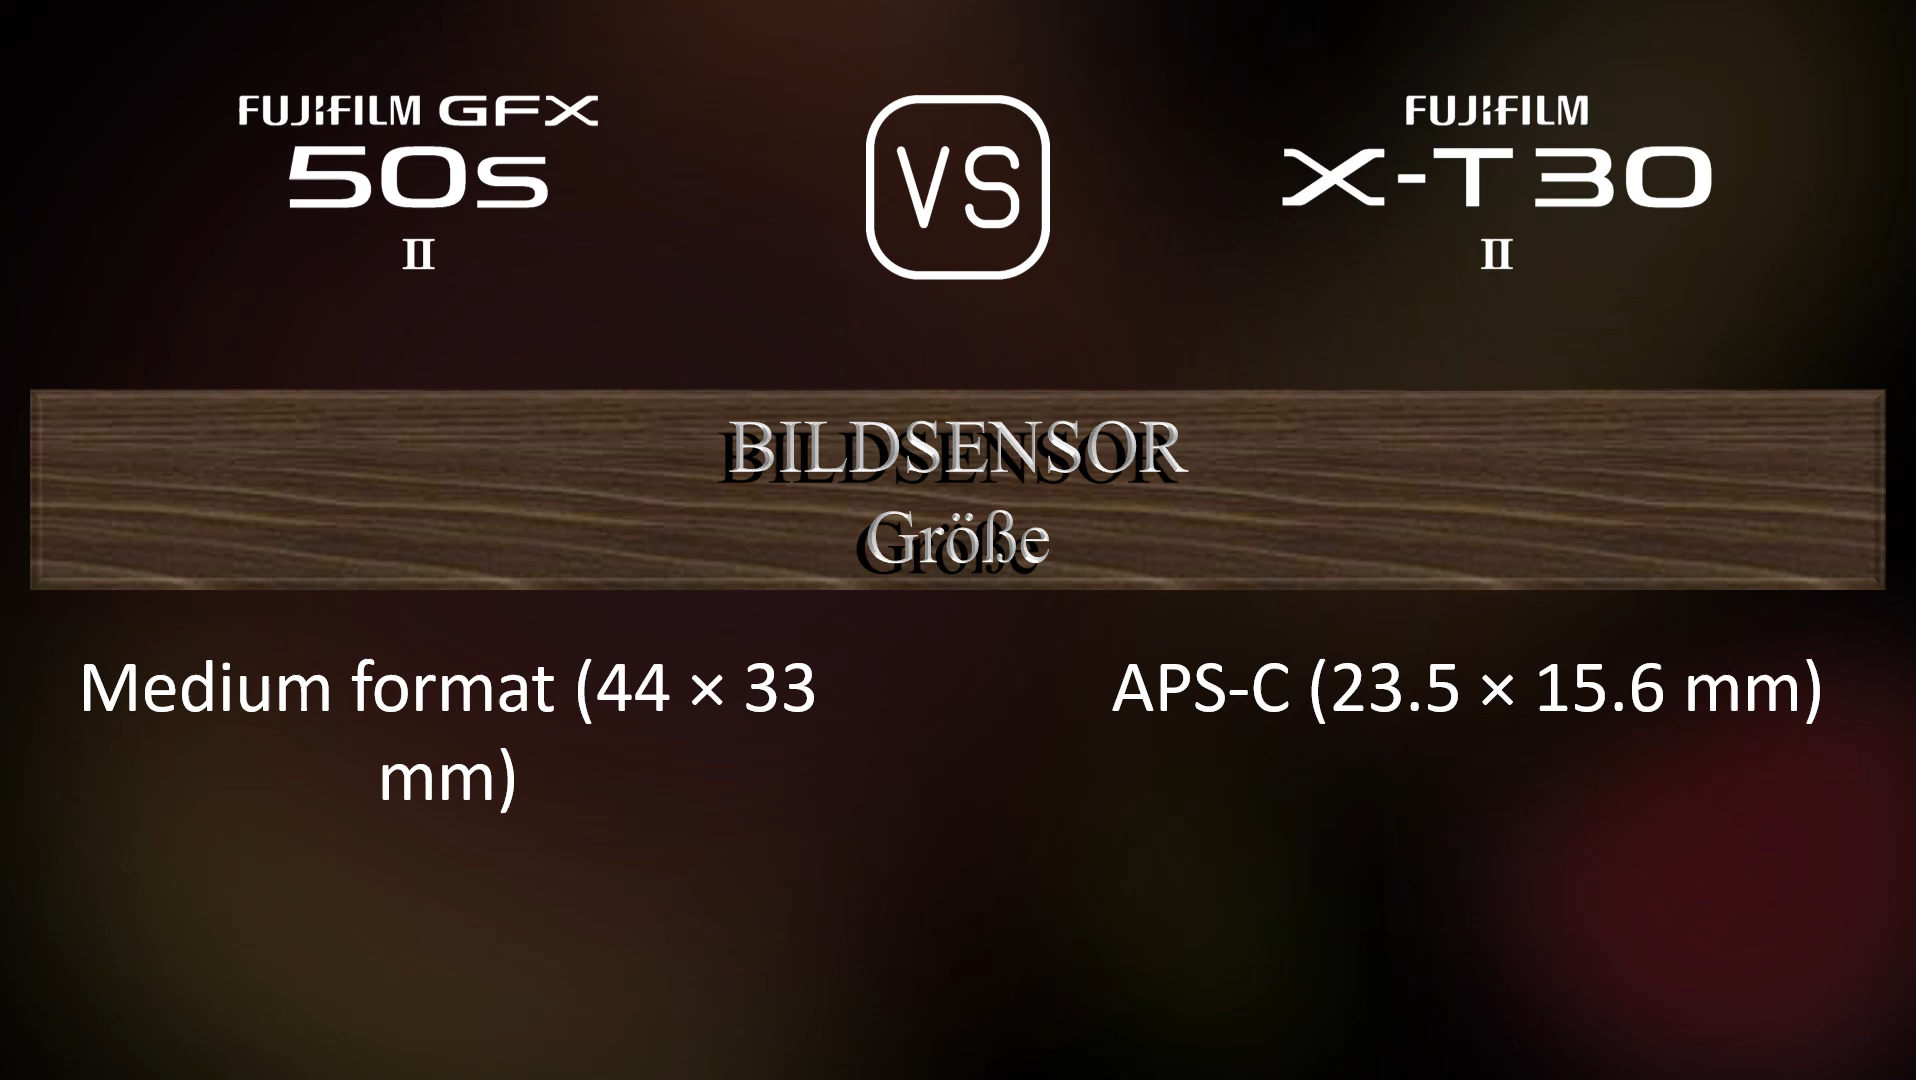 FUJIFILM GFX
50S
II
VS
FUJIFILM
X-T30
II
BILDSENSOR
Größe
Medium format (44 × 33
mm)
APS-C (23.5 × 15.6 mm)